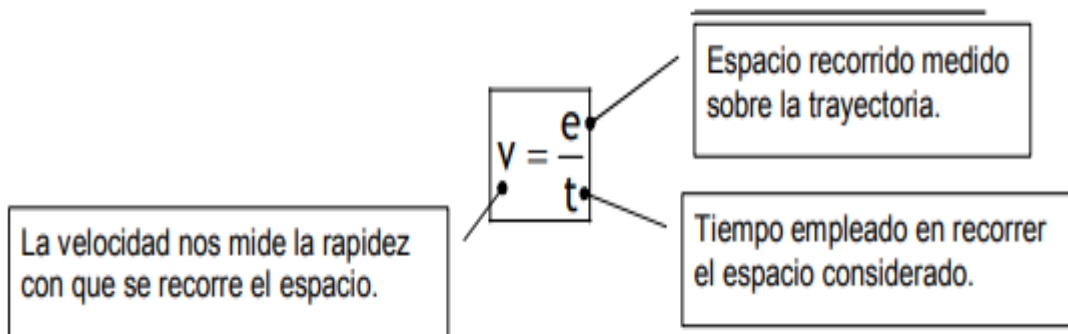 Espacio recorrido medido
sobre la trayectoria.
v = e/t
La velocidad nos mide la rapidez
con que se recorre el espacio.
Tiempo empleado en recorrer
el espacio considerado.